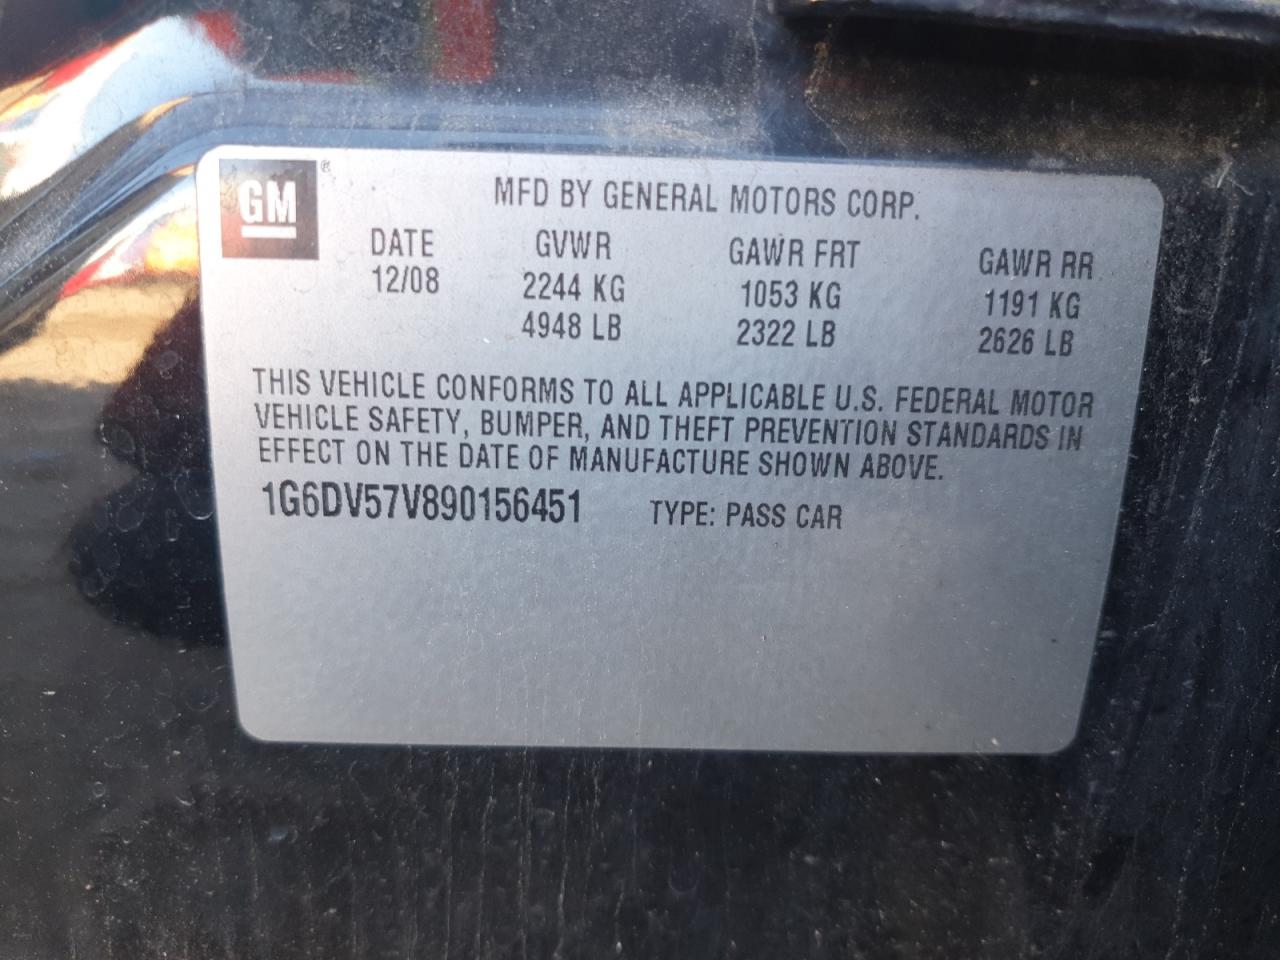 GM ®
MFD BY GENERAL MOTORS CORP.
DATE GVWR GAWR FRT GAWR RR
12/08 2244 KG 1053 KG 1191 KG
4948 LB 2322 LB 2626 LB
THIS VEHICLE CONFORMS TO ALL APPLICABLE U.S. FEDERAL MOTOR
VEHICLE SAFETY, BUMPER, AND THEFT PREVENTION STANDARDS IN
EFFECT ON THE DATE OF MANUFACTURE SHOWN ABOVE.
1G6DV57V890156451 TYPE: PASS CAR